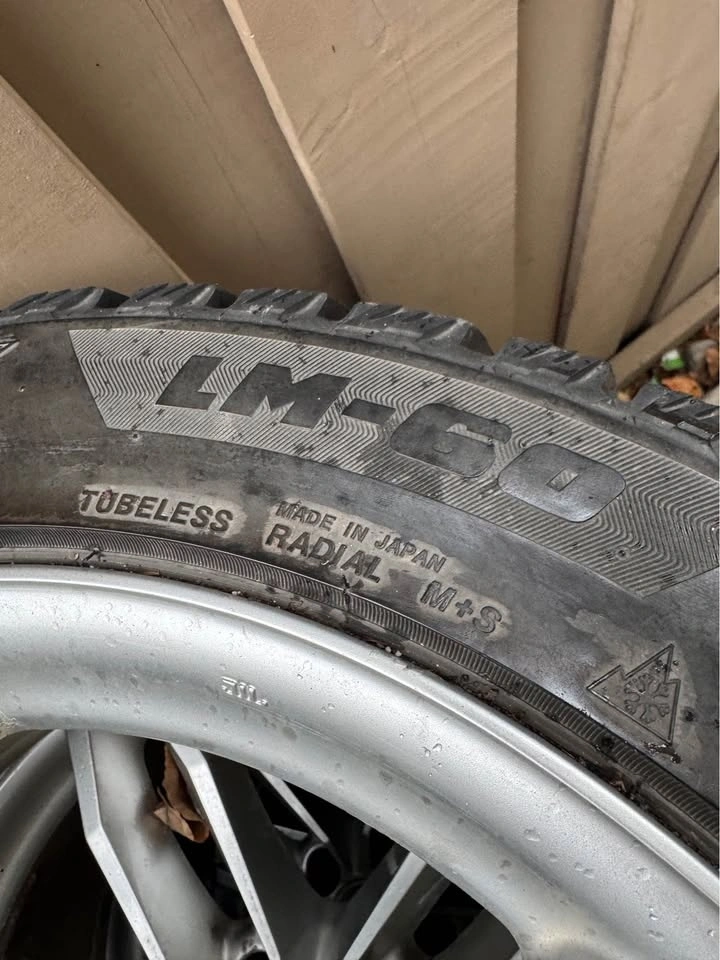 LM-60
TUBELESS
MADE IN JAPAN
RADIAL
M+S